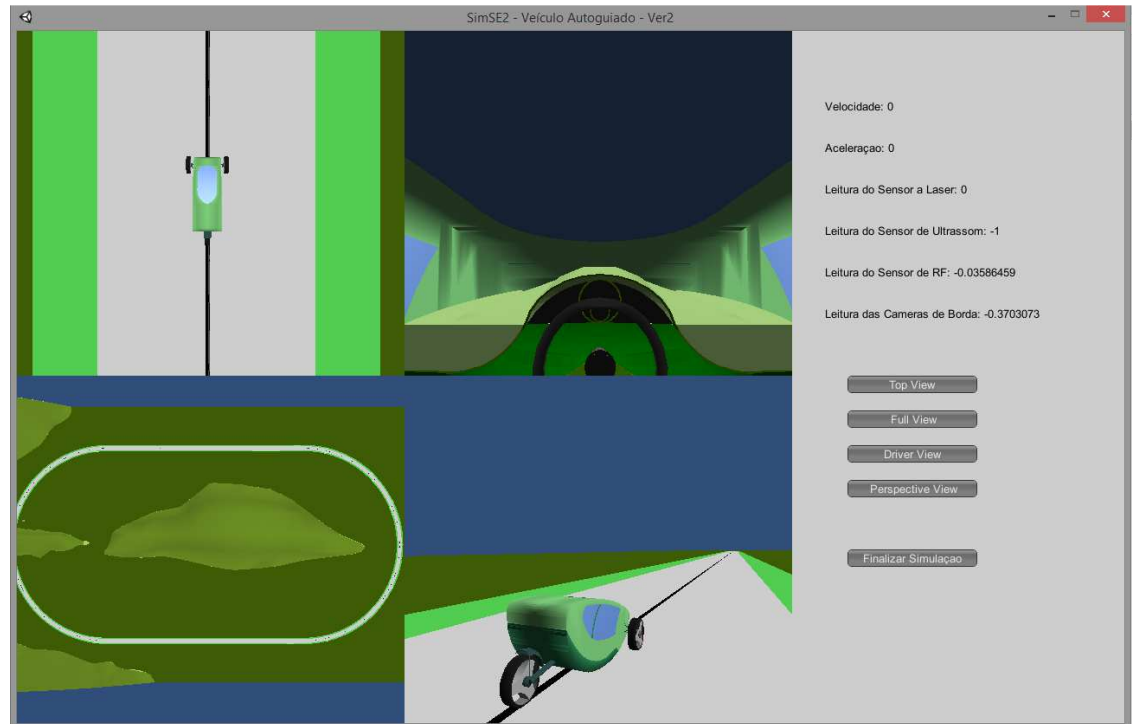 SimSE2 - Veículo Autoguiado - Ver2
Velocidade: 0
Aceleraçao: 0
Leitura do Sensor a Laser: 0
Leitura do Sensor de Ultrassom: -1
Leitura do Sensor de RF: -0.03586459
Leitura das Cameras de Borda: -0.3703073
Top View
Full View
Driver View
Perspective View
Finalizar Simulaçao